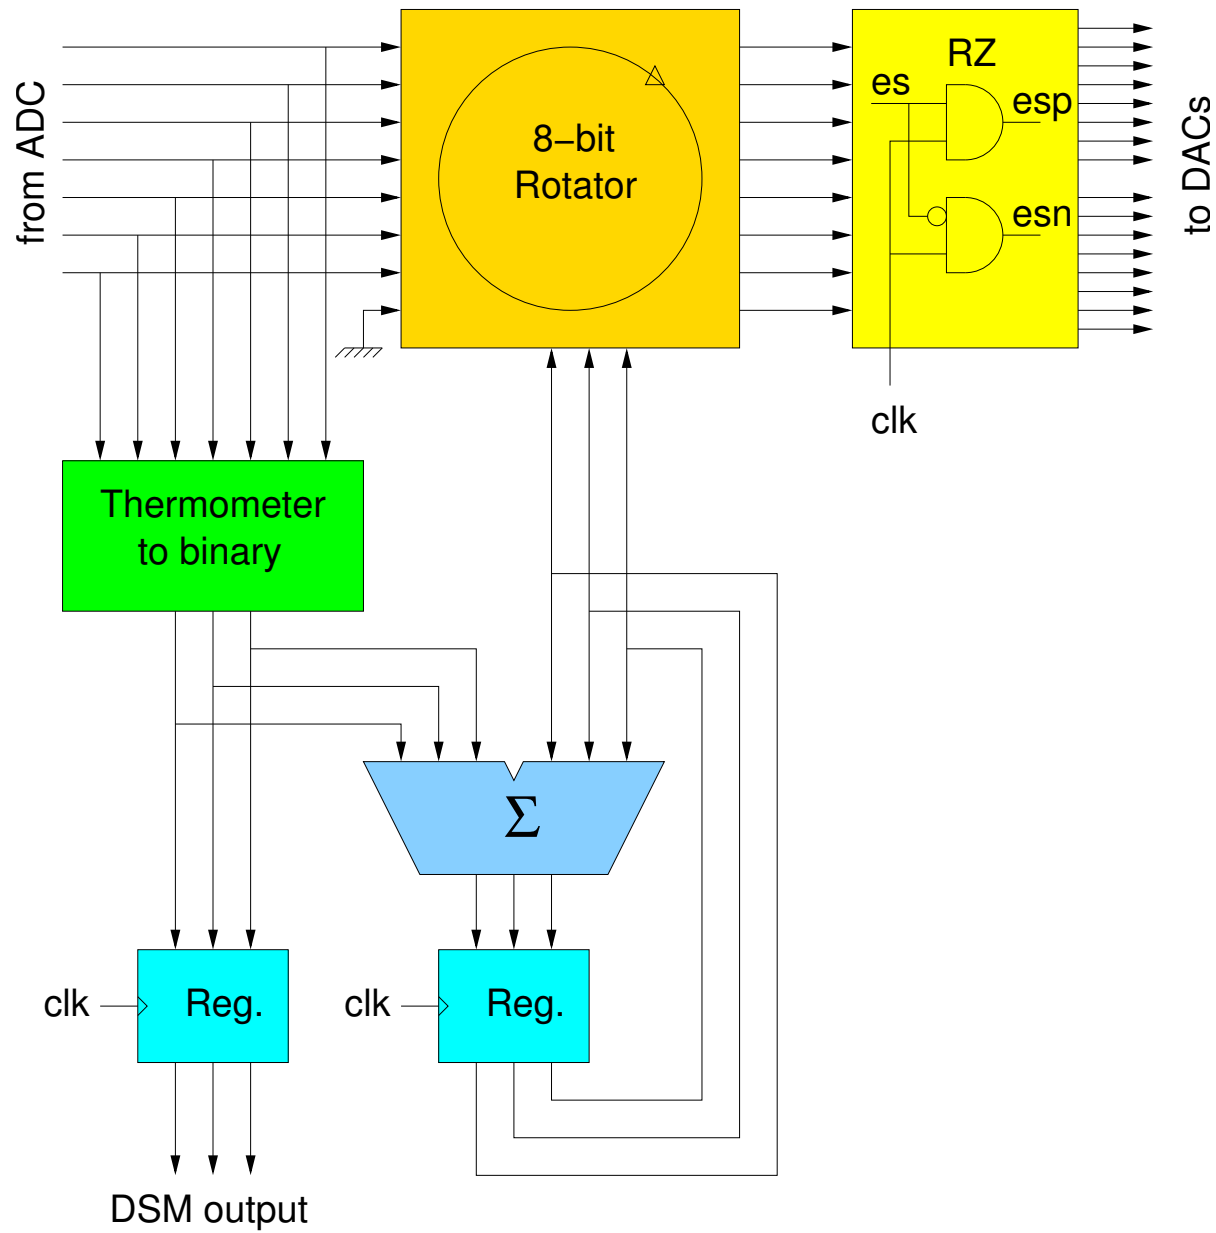 from ADC
8−bit
Rotator
RZ
es
esp
esn
clk
to DACs
Thermometer
to binary
Σ
clk
Reg.
clk
Reg.
DSM output